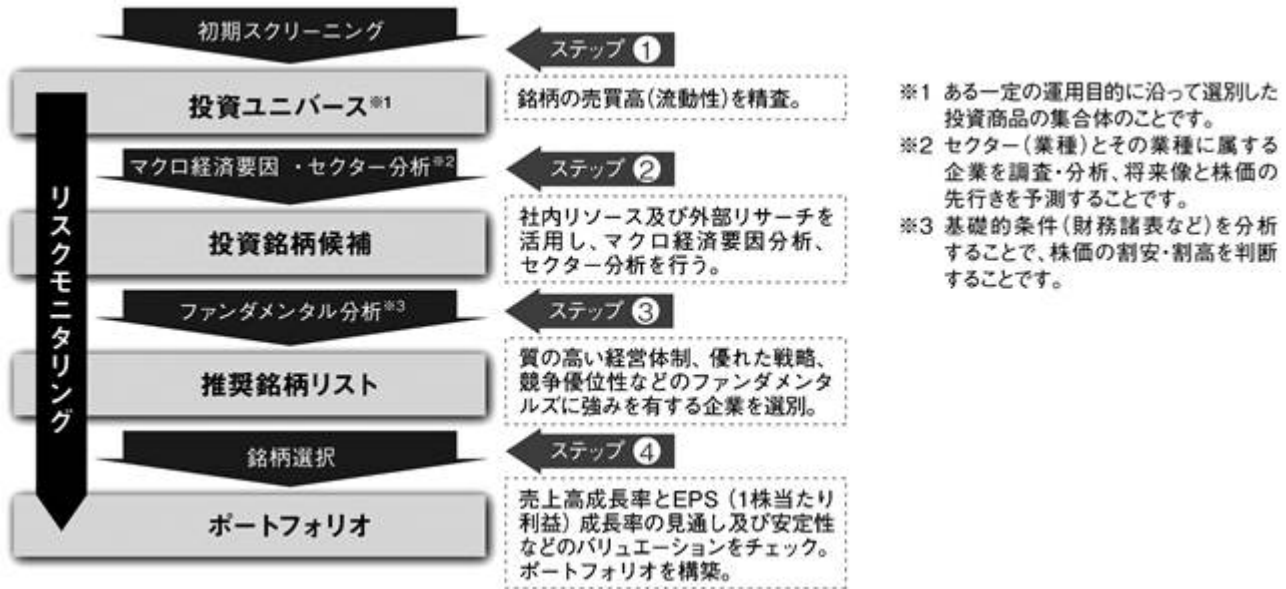 初期スクリーニング
ステップ ①
投資ユニバース※1
銘柄の売買高(流動性)を精査。
マクロ経済要因 ・セクター分析※2
ステップ ②
投資銘柄候補
社内リソース及び外部リサーチを
活用し、マクロ経済要因分析、
セクター分析を行う。
ファンダメンタル分析※3
ステップ ③
推奨銘柄リスト
質の高い経営体制、優れた戦略、
競争優位性などのファンダメンタ
ルズに強みを有する企業を選別。
銘柄選択
ステップ ④
ポートフォリオ
売上高成長率とEPS (1株当たり
利益) 成長率の見通し及び安定性
などのバリュエーションをチェック。
ポートフォリオを構築。
リスクモニタリング
※1 ある一定の運用目的に沿って選別した
投資商品の集合体のことです。
※2 セクター(業種)とその業種に属する
企業を調査・分析、将来像と株価の
先行きを予測することです。
※3 基礎的条件(財務諸表など)を分析
することで、株価の割安・割高を判断
することです。